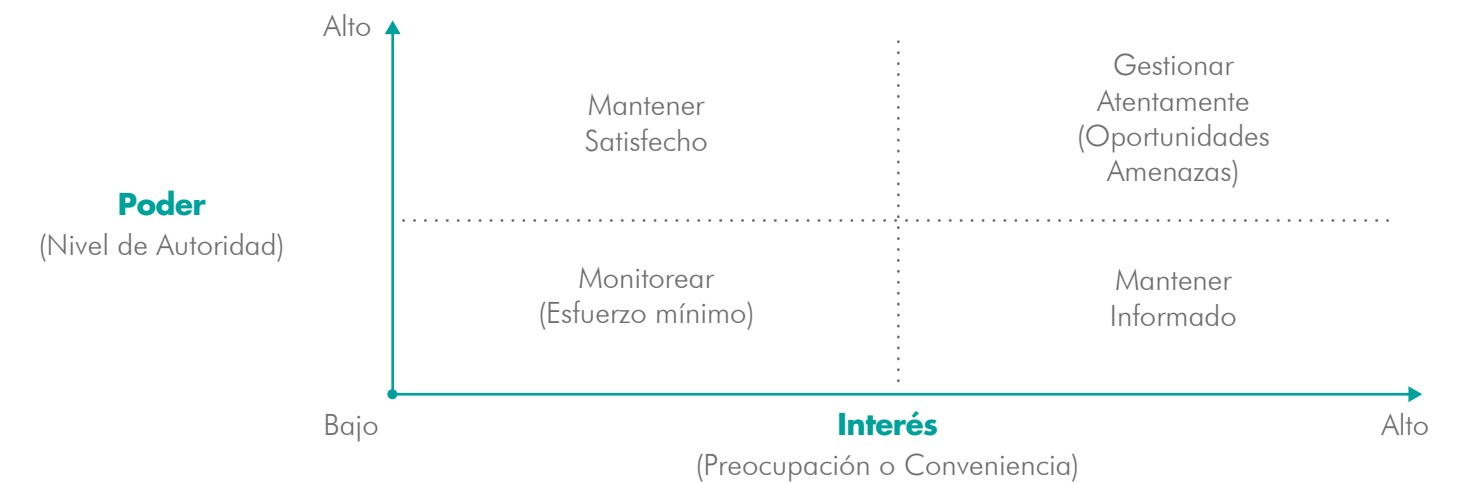 Alto
Mantener
Satisfecho
Gestionar
Atentamente
(Oportunidades
Amenazas)
Poder
(Nivel de Autoridad)
Monitorear
(Esfuerzo mínimo)
Mantener
Informado
Bajo
Interés
Alto
(Preocupación o Conveniencia)